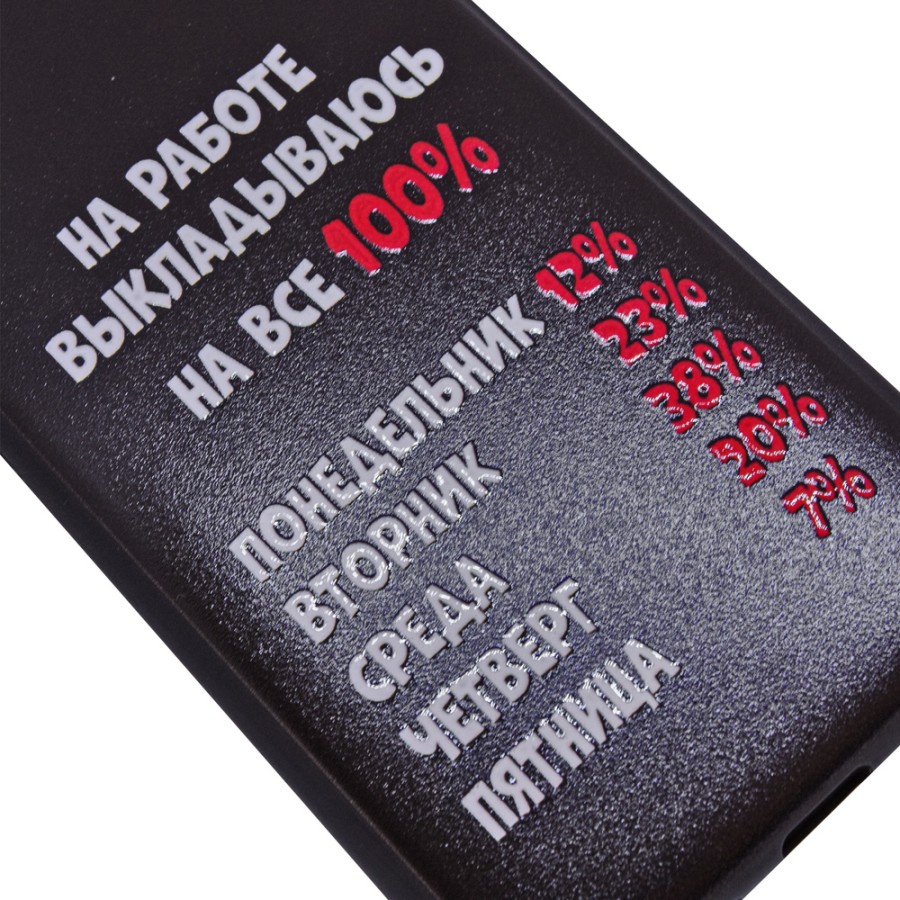 НА РАБОТЕ
ВЫКЛАДЫВАЮСЬ
НА ВСЕ 100%
ПОНЕДЕЛЬНИК 12%
ВТОРНИК 23%
СРЕДА 38%
ЧЕТВЕРГ 20%
ПЯТНИЦА 7%